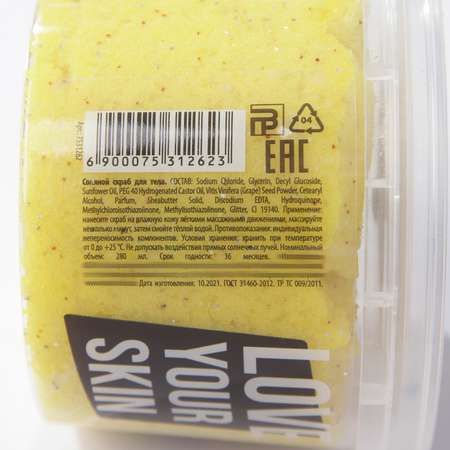 Арт. 7531262
6 900075 312623
04
EAC
Соляной скраб для тела. СОСТАВ: Sodium Chloride, Glycerin, Decyl Glucoside,
Sunflower Oil, PEG 40 Hydrogenated Castor Oil, Vitis Vinifera (Grape) Seed Powder, Cetearyl
Alcohol, Parfum, Sheabutter Solid, Disodium EDTA, Hydroquinone,
Methylchloroisothiazolinone, Methylisothiazolinone, Glitter, CI 19140. Применение:
нанесите скраб на влажную кожу лёгкими массажными движениями, массируйте
несколько минут, затем смойте тёплой водой. Противопоказания: индивидуальная
непереносимость компонентов. Условия хранения: хранить при температуре
от 0 до +25 °С. Не допускать воздействия прямых солнечных лучей. Номинальный
объем: 280 мл. Срок годности: 36 месяцев.
Дата изготовления: 10.2021. ГОСТ 31460-2012. ТР ТС 009/2011.
LOVE
YOUR
SKIN